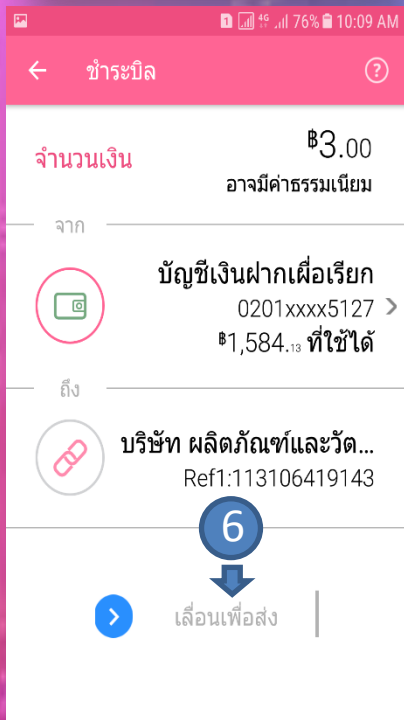 1 4G 76% 10:09 AM
ชำระบิล ?
จำนวนเงิน ฿3.00
อาจมีค่าธรรมเนียม
จาก
บัญชีเงินฝากเผื่อเรียก
0201xxxx5127
฿1,584.13 ที่ใช้ได้
ถึง
บริษัท ผลิตภัณฑ์และวัต...
Ref1:113106419143
6
เลื่อนเพื่อส่ง